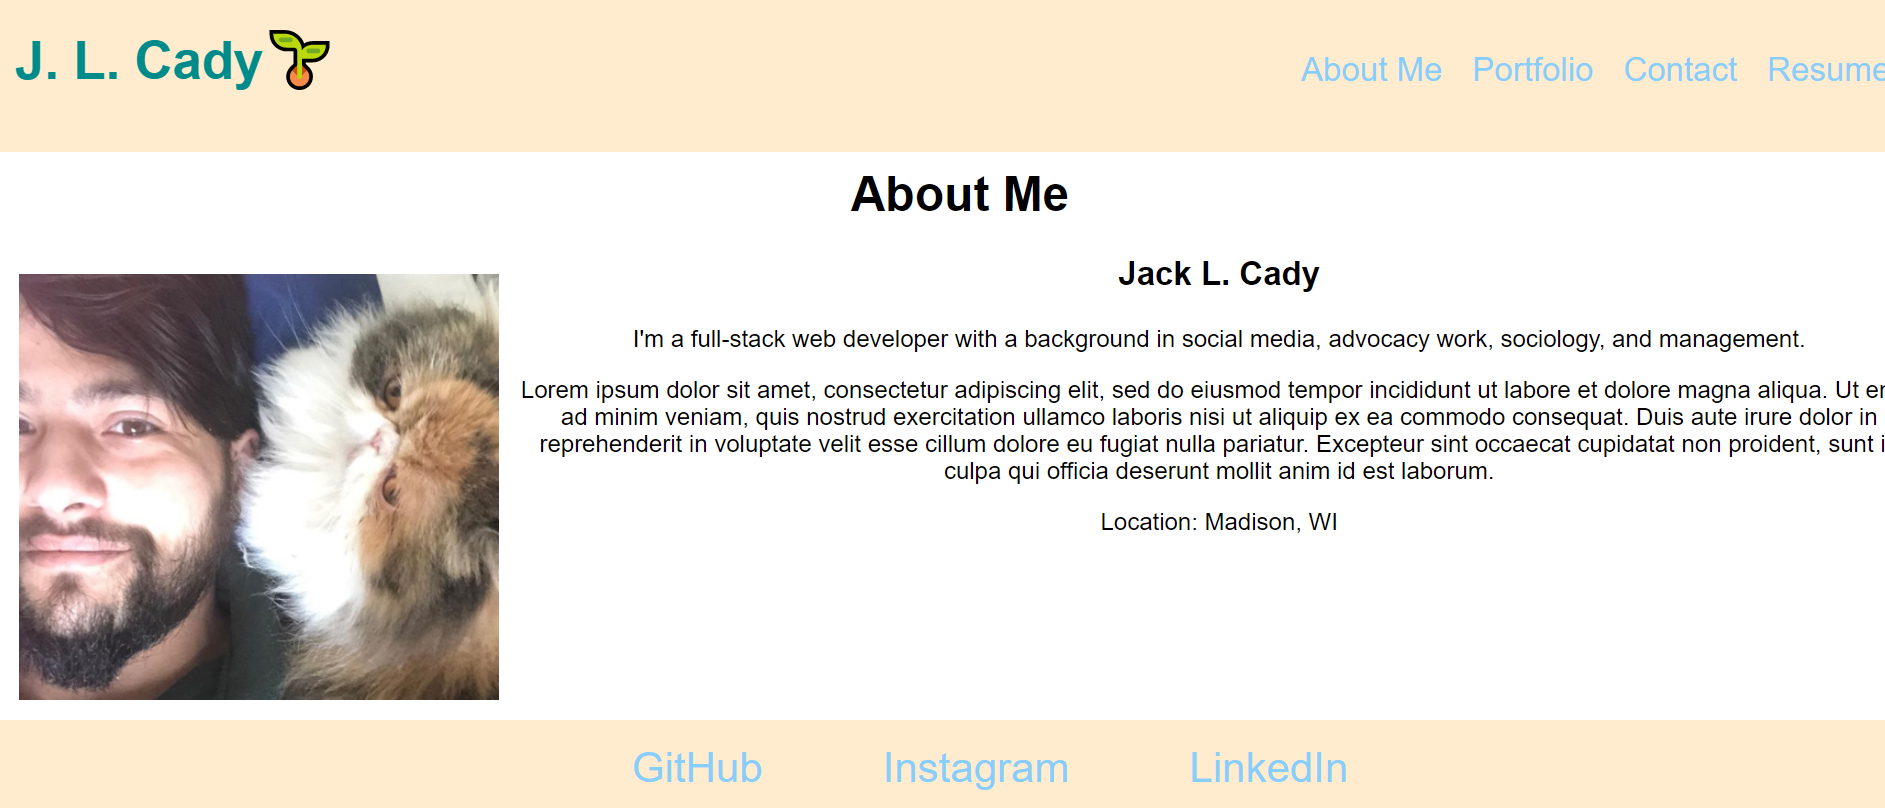 J. L. Cady
About Me Portfolio Contact Resume
About Me
Jack L. Cady
I'm a full-stack web developer with a background in social media, advocacy work, sociology, and management.
Lorem ipsum dolor sit amet, consectetur adipiscing elit, sed do eiusmod tempor incididunt ut labore et dolore magna aliqua. Ut
ad minim veniam, quis nostrud exercitation ullamco laboris nisi ut aliquip ex ea commodo consequat. Duis aute irure dolor in
reprehenderit in voluptate velit esse cillum dolore eu fugiat nulla pariatur. Excepteur sint occaecat cupidatat non proident, sunt
culpa qui officia deserunt mollit anim id est laborum.
Location: Madison, WI
GitHub Instagram LinkedIn